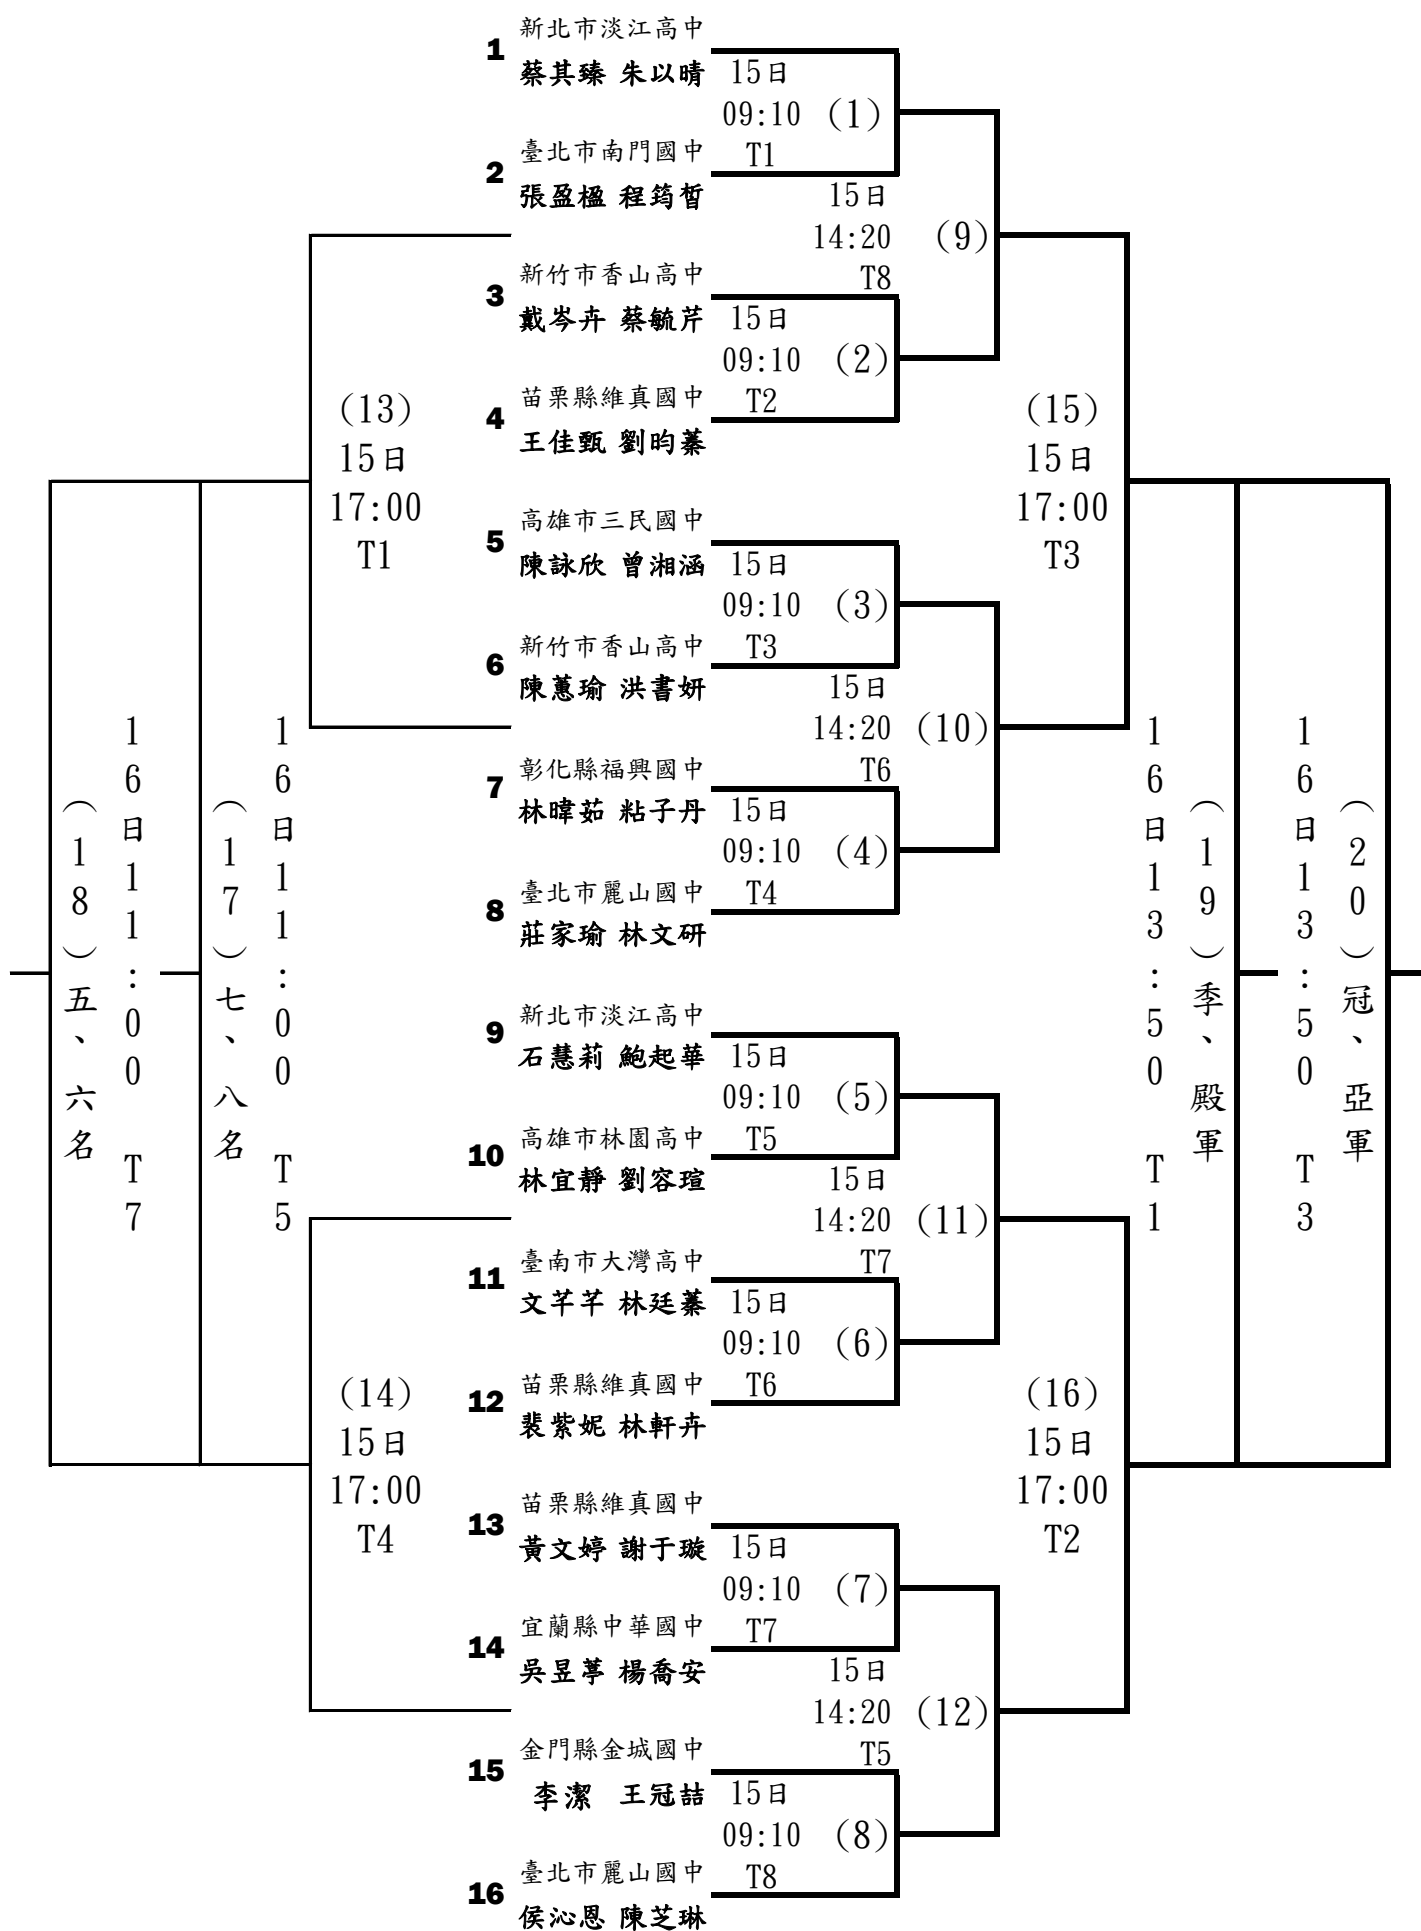 1 新北市淡江高中
蔡其臻 朱以晴
15日
09:10 (1)
T1
2 臺北市南門國中
張盈楹 程筠晳
15日
14:20 (9)
T8
3 新竹市香山高中
戴岑卉 蔡毓芹
15日
09:10 (2)
T2
4 苗栗縣維真國中
王佳甄 劉昀蓁
(13)
15日
17:00
T1
(15)
15日
17:00
T3
5 高雄市三民國中
陳詠欣 曾湘涵
15日
09:10 (3)
T3
6 新竹市香山高中
陳蕙瑜 洪書妍
15日
14:20 (10)
T6
7 彰化縣福興國中
林暐茹 粘子丹
15日
09:10 (4)
T4
8 臺北市麗山國中
莊家瑜 林文研
(18)五、六名
16日11:00 T7
(17)七、八名
16日11:00 T5
16日13:50 T1
(19)季、殿軍
16日13:50 T3
(20)冠、亞軍
9 新北市淡江高中
石慧莉 鮑起華
15日
09:10 (5)
T5
10 高雄市林園高中
林宜靜 劉容瑄
15日
14:20 (11)
T7
11 臺南市大灣高中
文芊芊 林廷蓁
15日
09:10 (6)
T6
12 苗栗縣維真國中
裴紫妮 林軒卉
(14)
15日
17:00
T4
(16)
15日
17:00
T2
13 苗栗縣維真國中
黃文婷 謝于璇
15日
09:10 (7)
T7
14 宜蘭縣中華國中
吳昱葶 楊喬安
15日
14:20 (12)
T5
15 金門縣金城國中
李潔 王冠喆
15日
09:10 (8)
T8
16 臺北市麗山國中
侯沁恩 陳芝琳